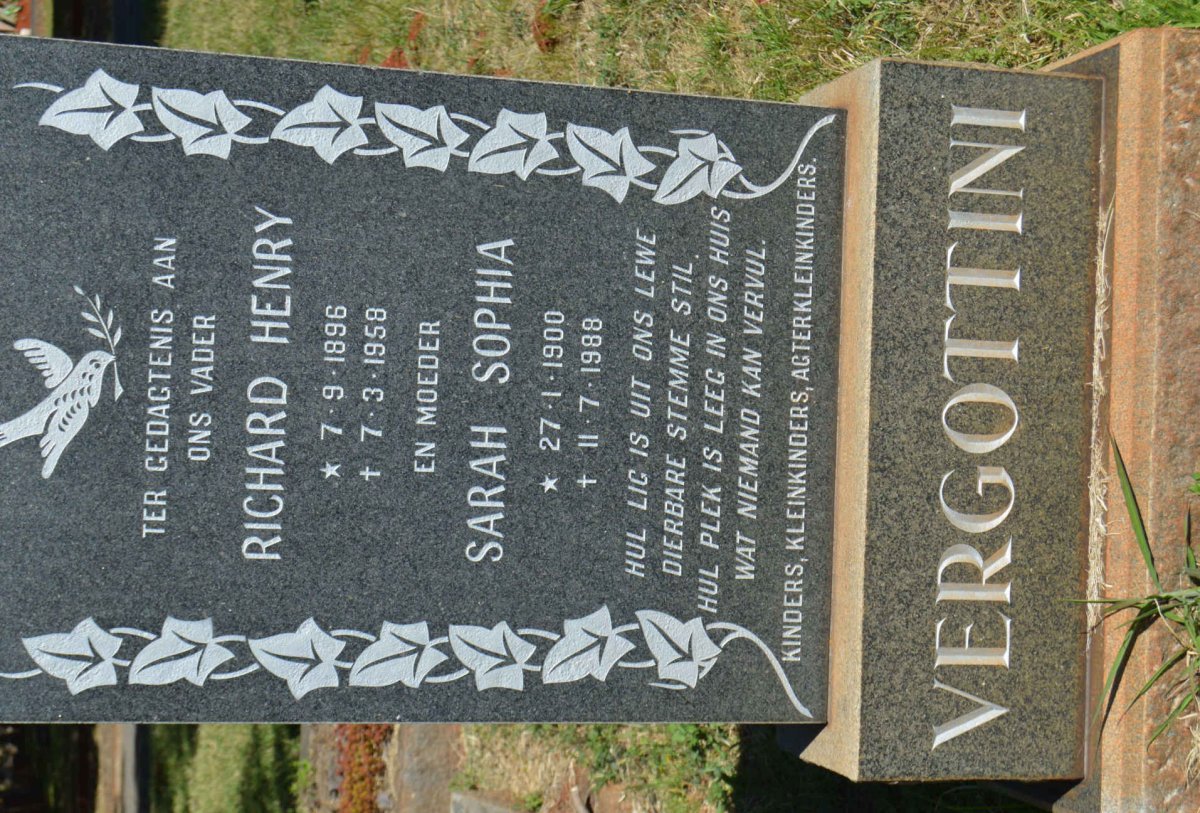 TER GEDAGTENIS AAN
ONS VADER
RICHARD HENRY
★ 7·9·1896
† 7·3·1958
EN MOEDER
SARAH SOPHIA
★ 27·1·1900
† 11·7·1988
HUL LIG IS UIT ONS LEWE
DIERBARE STEMME STIL.
HUL PLEK IS LEEG IN ONS HUIS
WAT NIEMAND KAN VERVUL.
KINDERS, KLEINKINDERS, AGTERKLEINKINDERS.
VERGOTTINI